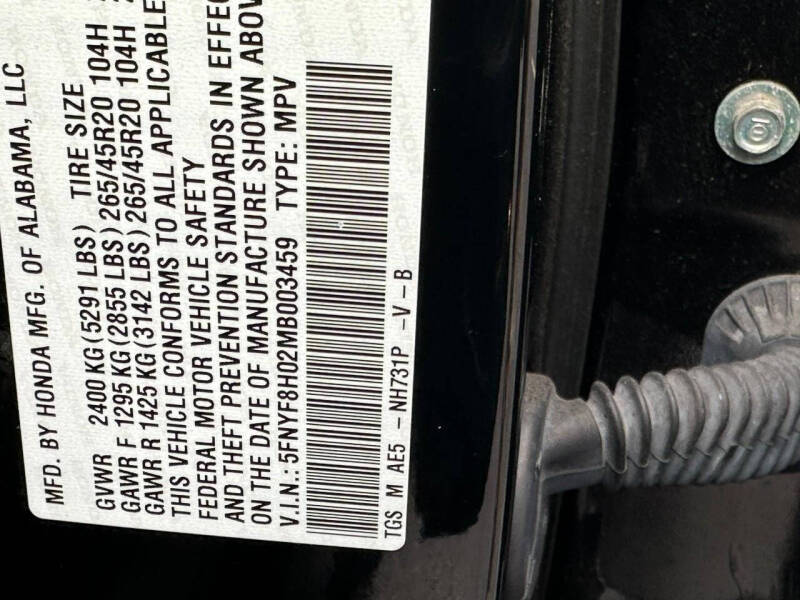 MFD. BY HONDA MFG. OF ALABAMA, LLC
GVWR 2400 KG (5291 LBS) TIRE SIZE
GAWR F 1295 KG (2855 LBS) 265/45R20 104H
GAWR R 1425 KG (3142 LBS) 265/45R20 104H
THIS VEHICLE CONFORMS TO ALL APPLICABLE
FEDERAL MOTOR VEHICLE SAFETY
AND THEFT PREVENTION STANDARDS IN EFFEC
ON THE DATE OF MANUFACTURE SHOWN ABOV
V.I.N.: 5FNYF8H02MB003459 TYPE: MPV
TGS M AE5 -NH731P -V-B
10